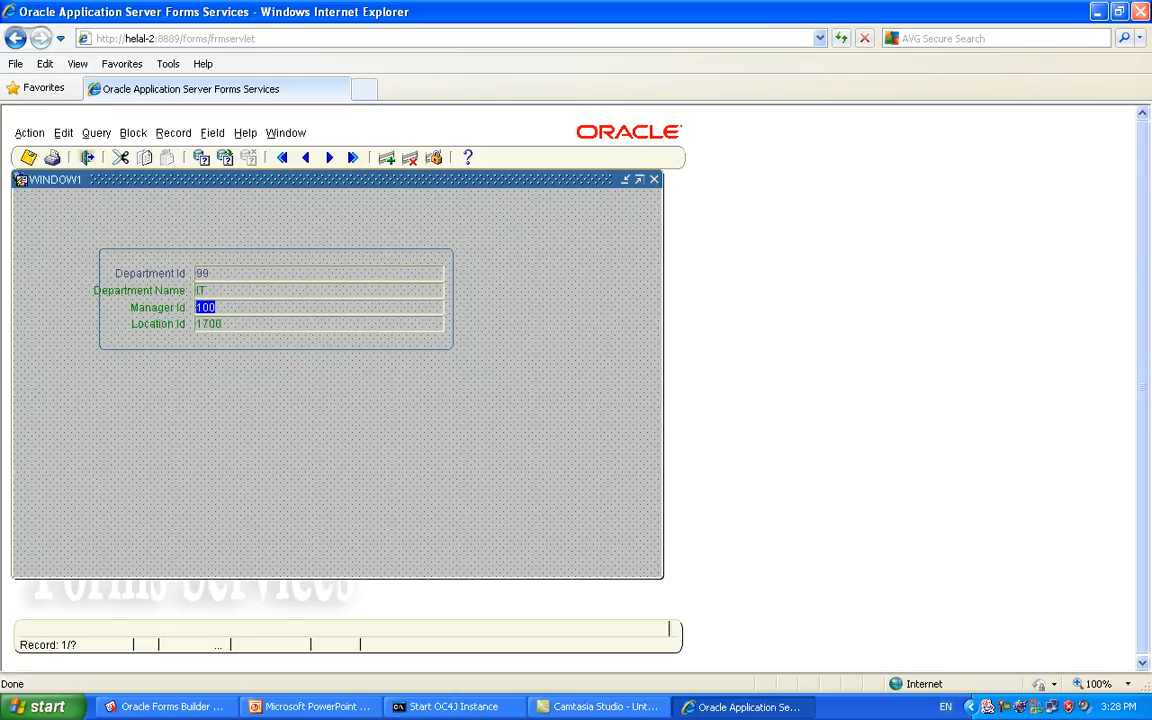 Oracle Application Server Forms Services - Windows Internet Explorer
http://helal-2:8889/forms/frmservlet
AVG Secure Search
File Edit View Favorites Tools Help
Favorites
Oracle Application Server Forms Services
Action Edit Query Block Record Field Help Window
ORACLE
WINDOW1
Department Id 99
Department Name IT
Manager Id 100
Location Id 1700
Forms Services
Record: 1/?
...
Done
Internet
100%
start
Oracle Forms Builder ...
Microsoft PowerPoint ...
Start OC4J Instance
Camtasia Studio - Unt...
Oracle Application Se...
EN
3:28 PM